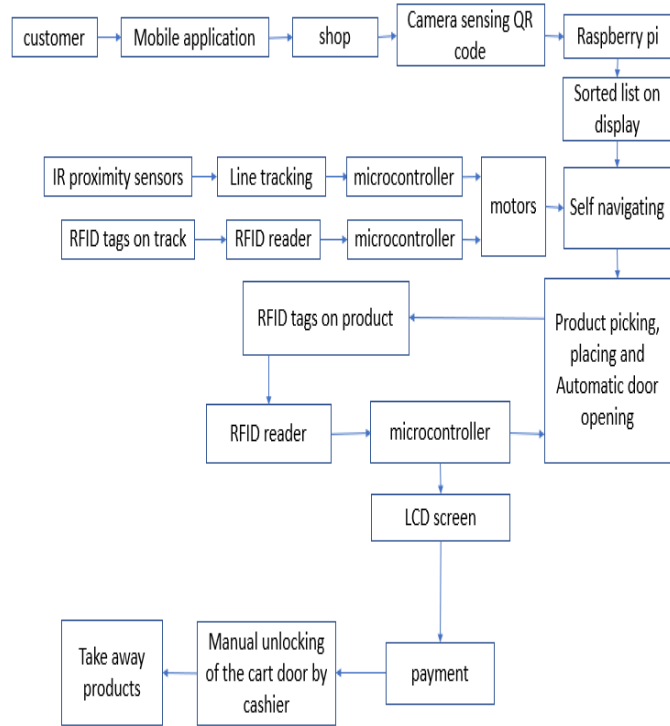 customer
Mobile application
shop
Camera sensing QR
code
Raspberry pi
Sorted list on
display
IR proximity sensors
Line tracking
microcontroller
motors
Self navigating
RFID tags on track
RFID reader
microcontroller
RFID tags on product
Product picking,
placing and
Automatic door
opening
RFID reader
microcontroller
LCD screen
Take away
products
Manual unlocking
of the cart door by
cashier
payment